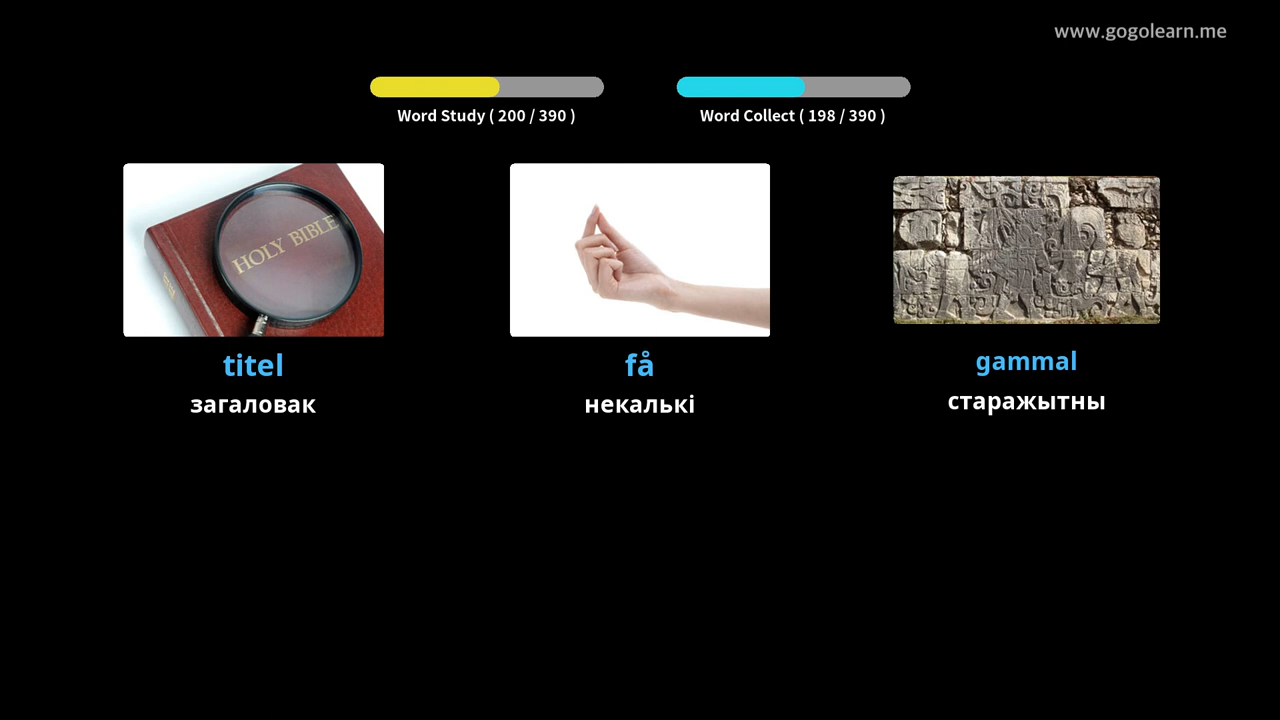 www.gogolearn.me
Word Study ( 200 / 390 )
Word Collect ( 198 / 390 )
HOLY BIBLE
titel
загаловак
få
некалькі
gammal
старажытны